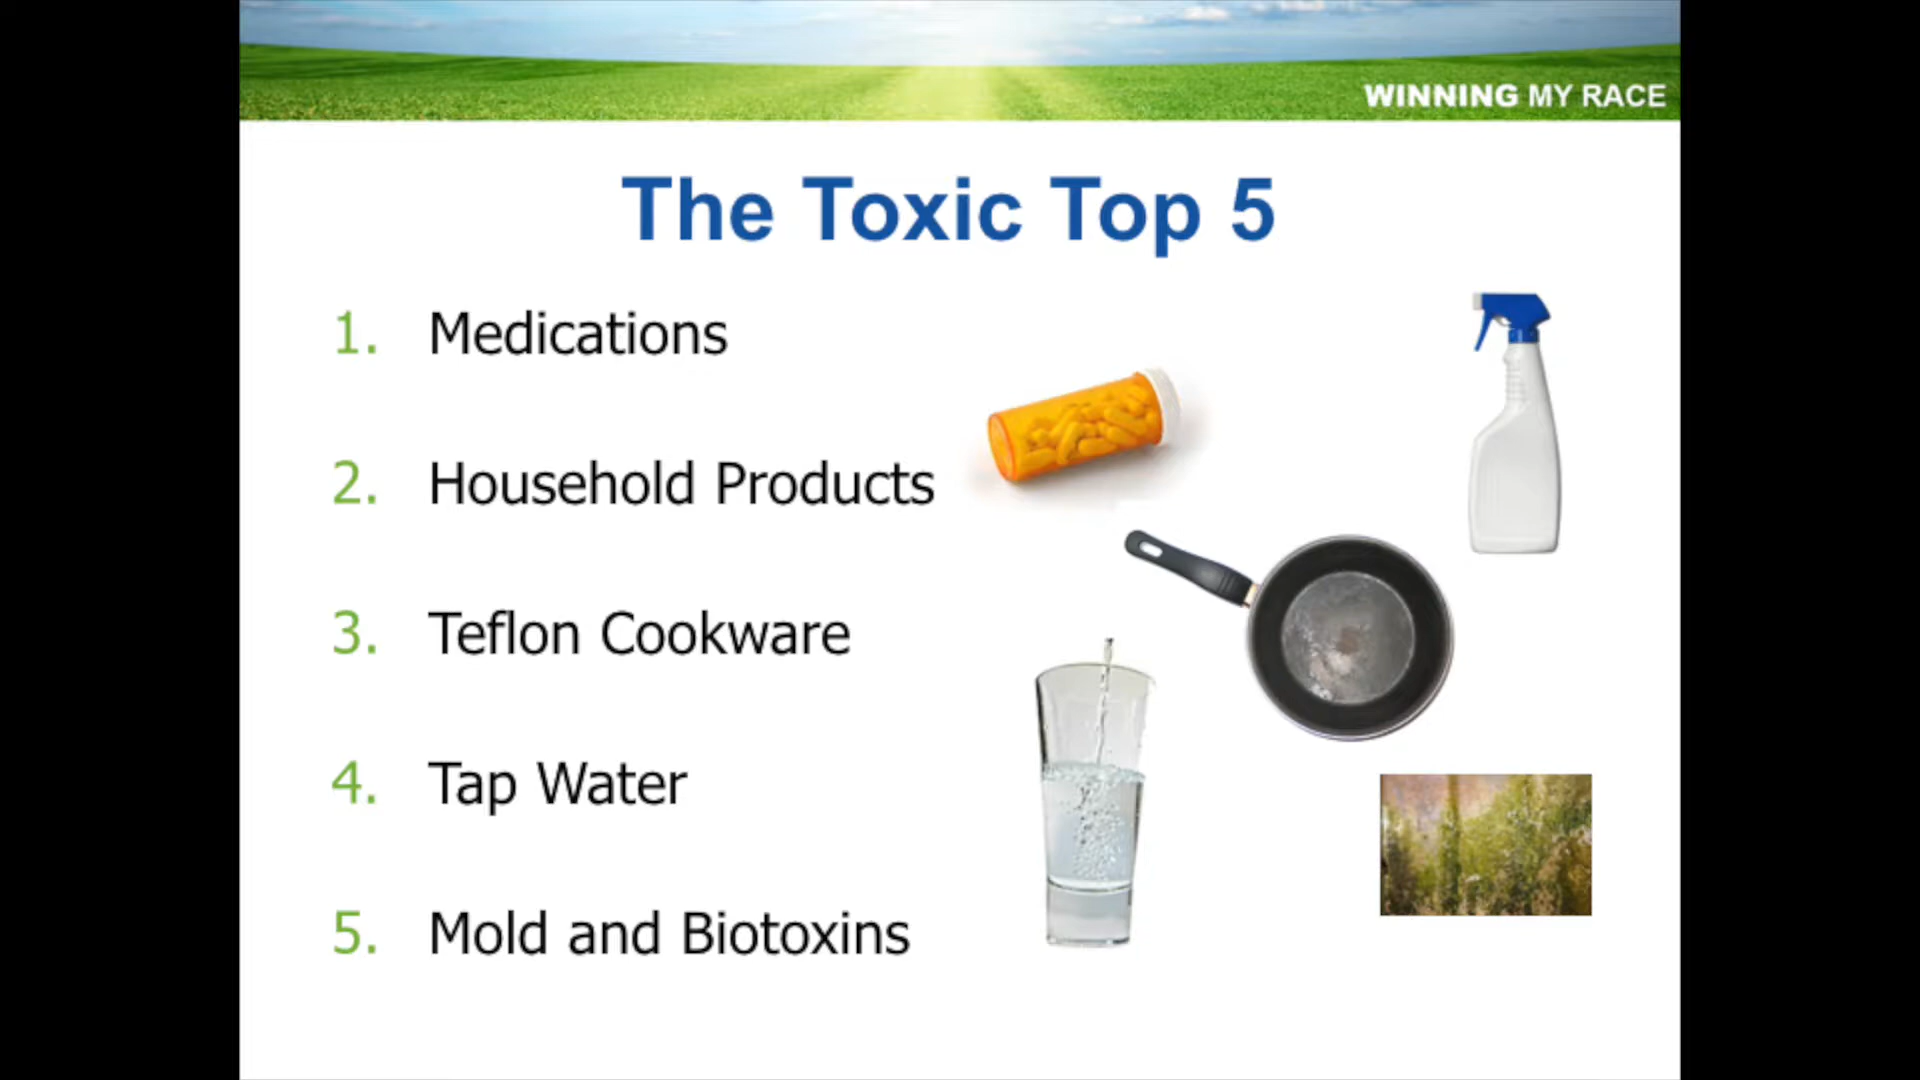 WINNING MY RACE
The Toxic Top 5
1. Medications
2. Household Products
3. Teflon Cookware
4. Tap Water
5. Mold and Biotoxins